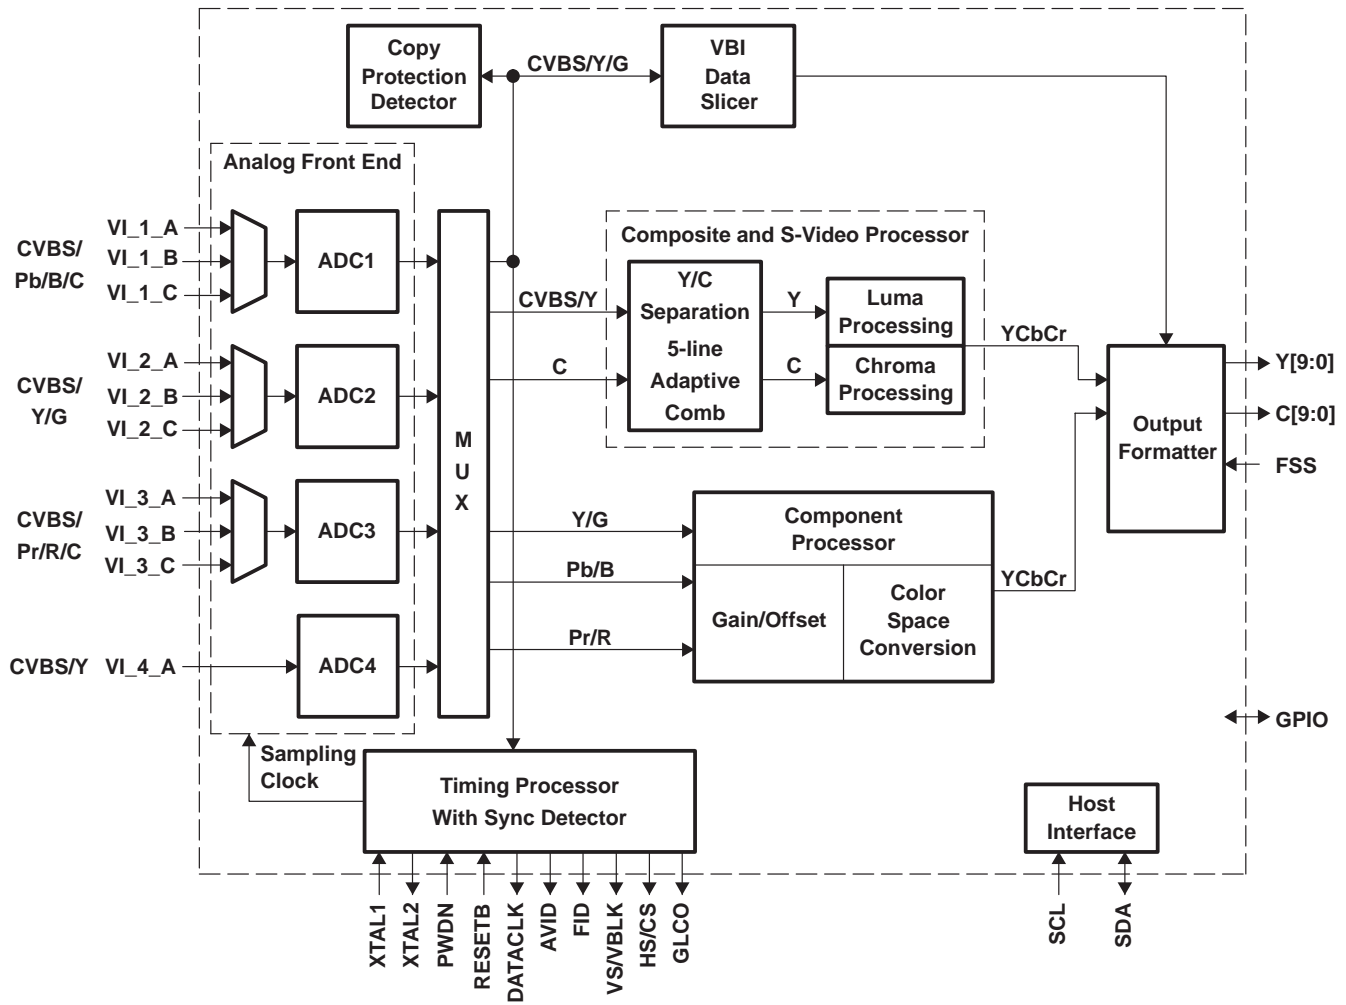 Copy
Protection
Detector
CVBS/Y/G
VBI
Data
Slicer
Analog Front End
CVBS/
Pb/B/C
VI_1_A
VI_1_B
VI_1_C
ADC1
CVBS/
Y/G
VI_2_A
VI_2_B
VI_2_C
ADC2
CVBS/
Pr/R/C
VI_3_A
VI_3_B
VI_3_C
ADC3
CVBS/Y
VI_4_A
ADC4
M
U
X
Composite and S-Video Processor
CVBS/Y
C
Y/C
Separation
5-line
Adaptive
Comb
Y
C
Luma
Processing
Chroma
Processing
YCbCr
Y/G
Pb/B
Pr/R
Component
Processor
Gain/Offset
Color
Space
Conversion
YCbCr
Output
Formatter
Y[9:0]
C[9:0]
FSS
GPIO
Sampling
Clock
Timing Processor
With Sync Detector
Host
Interface
XTAL1
XTAL2
PWDN
RESETB
DATACLK
AVID
FID
VS/VBLK
HS/CS
GLCO
SCL
SDA